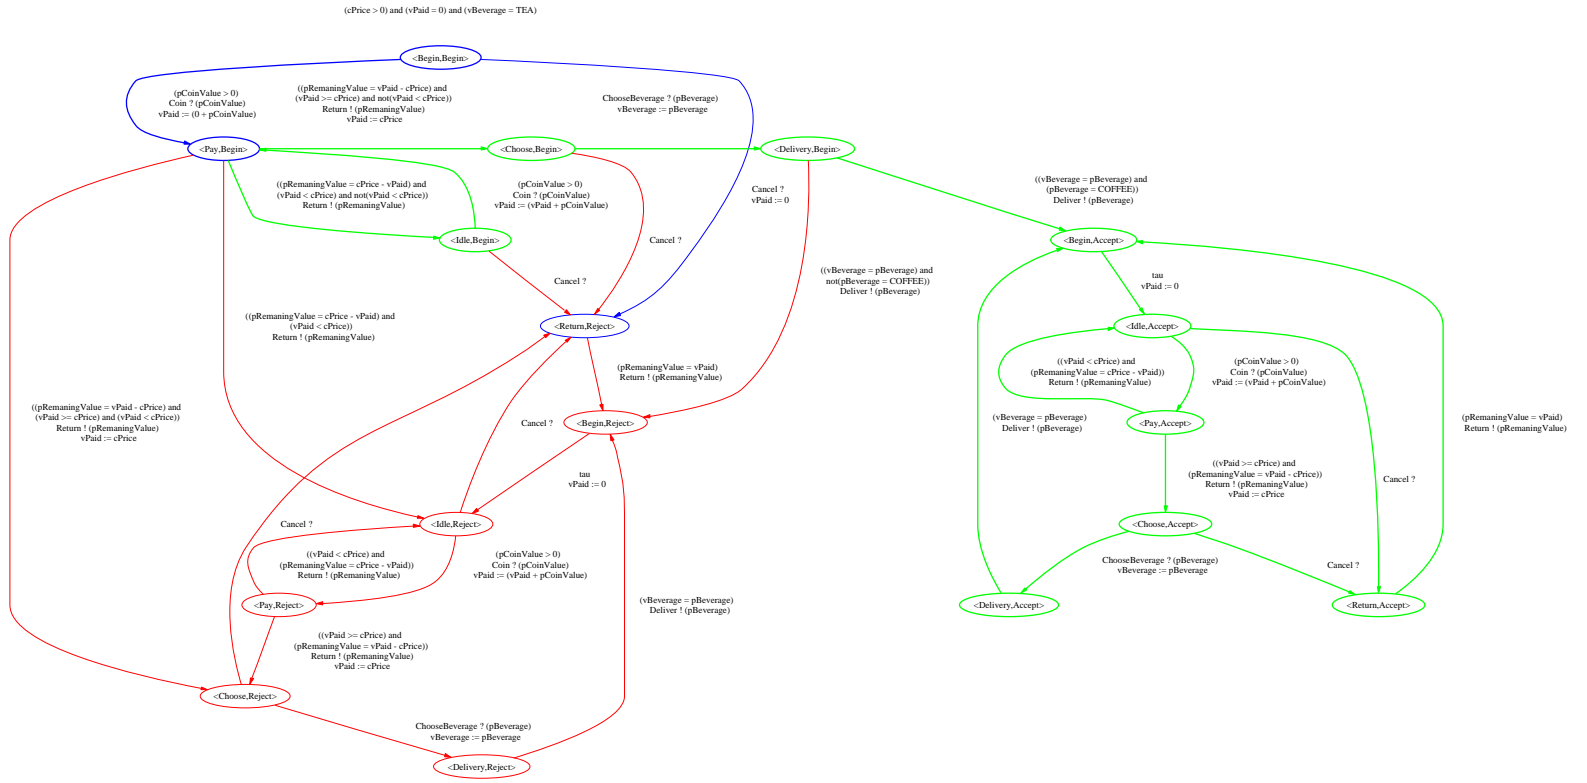 (cPrice > 0) and (vPaid = 0) and (vBeverage = TEA)
<Begin,Begin>
(pCoinValue > 0)
Coin ? (pCoinValue)
vPaid := (0 + pCoinValue)
((pRemaningValue = vPaid - cPrice) and
(vPaid >= cPrice) and not(vPaid < cPrice))
Return ! (pRemaningValue)
vPaid := cPrice
ChooseBeverage ? (pBeverage)
vBeverage := pBeverage
<Pay,Begin>
<Choose,Begin>
<Delivery,Begin>
((pRemaningValue = cPrice - vPaid) and
(vPaid < cPrice) and not(vPaid < cPrice))
Return ! (pRemaningValue)
(pCoinValue > 0)
Coin ? (pCoinValue)
vPaid := (vPaid + pCoinValue)
Cancel ?
vPaid := 0
((vBeverage = pBeverage) and
(pBeverage = COFFEE))
Deliver ! (pBeverage)
<Idle,Begin>
Cancel ?
<Begin,Accept>
Cancel ?
((vBeverage = pBeverage) and
not(pBeverage = COFFEE))
Deliver ! (pBeverage)
tau
vPaid := 0
((pRemaningValue = cPrice - vPaid) and
(vPaid < cPrice))
Return ! (pRemaningValue)
<Return,Reject>
<Idle,Accept>
(pRemaningValue = vPaid)
Return ! (pRemaningValue)
((vPaid < cPrice) and
(pRemaningValue = cPrice - vPaid))
Return ! (pRemaningValue)
(pCoinValue > 0)
Coin ? (pCoinValue)
vPaid := (vPaid + pCoinValue)
((pRemaningValue = vPaid - cPrice) and
(vPaid >= cPrice) and (vPaid < cPrice))
Return ! (pRemaningValue)
vPaid := cPrice
Cancel ?
<Begin,Reject>
(vBeverage = pBeverage)
Deliver ! (pBeverage)
<Pay,Accept>
(pRemaningValue = vPaid)
Return ! (pRemaningValue)
tau
vPaid := 0
((vPaid >= cPrice) and
(pRemaningValue = vPaid - cPrice))
Return ! (pRemaningValue)
vPaid := cPrice
Cancel ?
Cancel ?
<Idle,Reject>
<Choose,Accept>
((vPaid < cPrice) and
(pRemaningValue = cPrice - vPaid))
Return ! (pRemaningValue)
(pCoinValue > 0)
Coin ? (pCoinValue)
vPaid := (vPaid + pCoinValue)
ChooseBeverage ? (pBeverage)
vBeverage := pBeverage
Cancel ?
<Pay,Reject>
(vBeverage = pBeverage)
Deliver ! (pBeverage)
<Delivery,Accept>
<Return,Accept>
((vPaid >= cPrice) and
(pRemaningValue = vPaid - cPrice))
Return ! (pRemaningValue)
vPaid := cPrice
<Choose,Reject>
ChooseBeverage ? (pBeverage)
vBeverage := pBeverage
<Delivery,Reject>